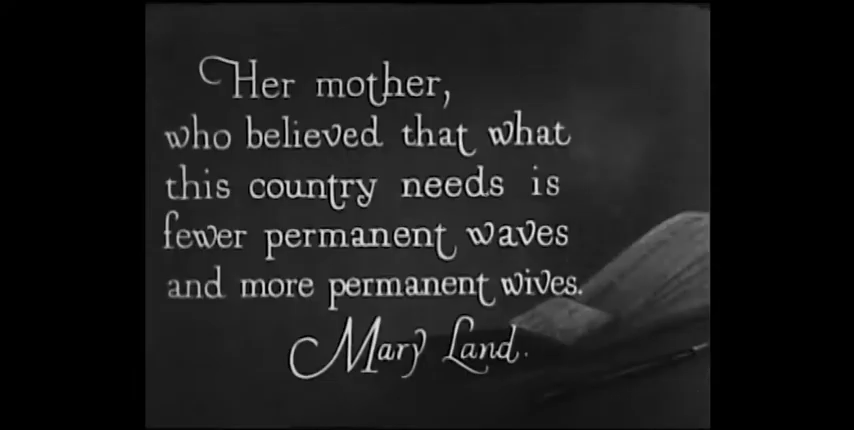 Her mother,
who believed that what
this country needs is
fewer permanent waves
and more permanent wives.
Mary Land.